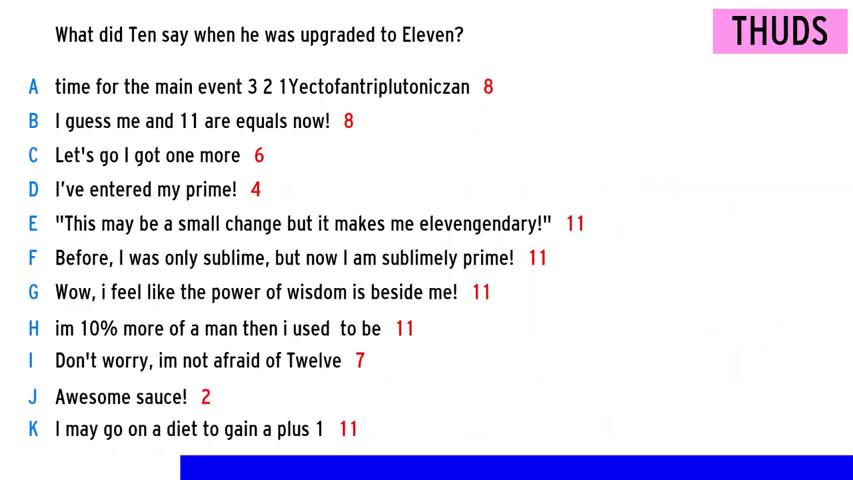 What did Ten say when he was upgraded to Eleven?
THUDS
A time for the main event 3 2 1Yectofantriplutoniczan 8
B I guess me and 11 are equals now! 8
C Let's go I got one more 6
D I've entered my prime! 4
E "This may be a small change but it makes me elevengendary!" 11
F Before, I was only sublime, but now I am sublimely prime! 11
G Wow, i feel like the power of wisdom is beside me! 11
H im 10% more of a man then i used to be 11
I Don't worry, im not afraid of Twelve 7
J Awesome sauce! 2
K I may go on a diet to gain a plus 1 11